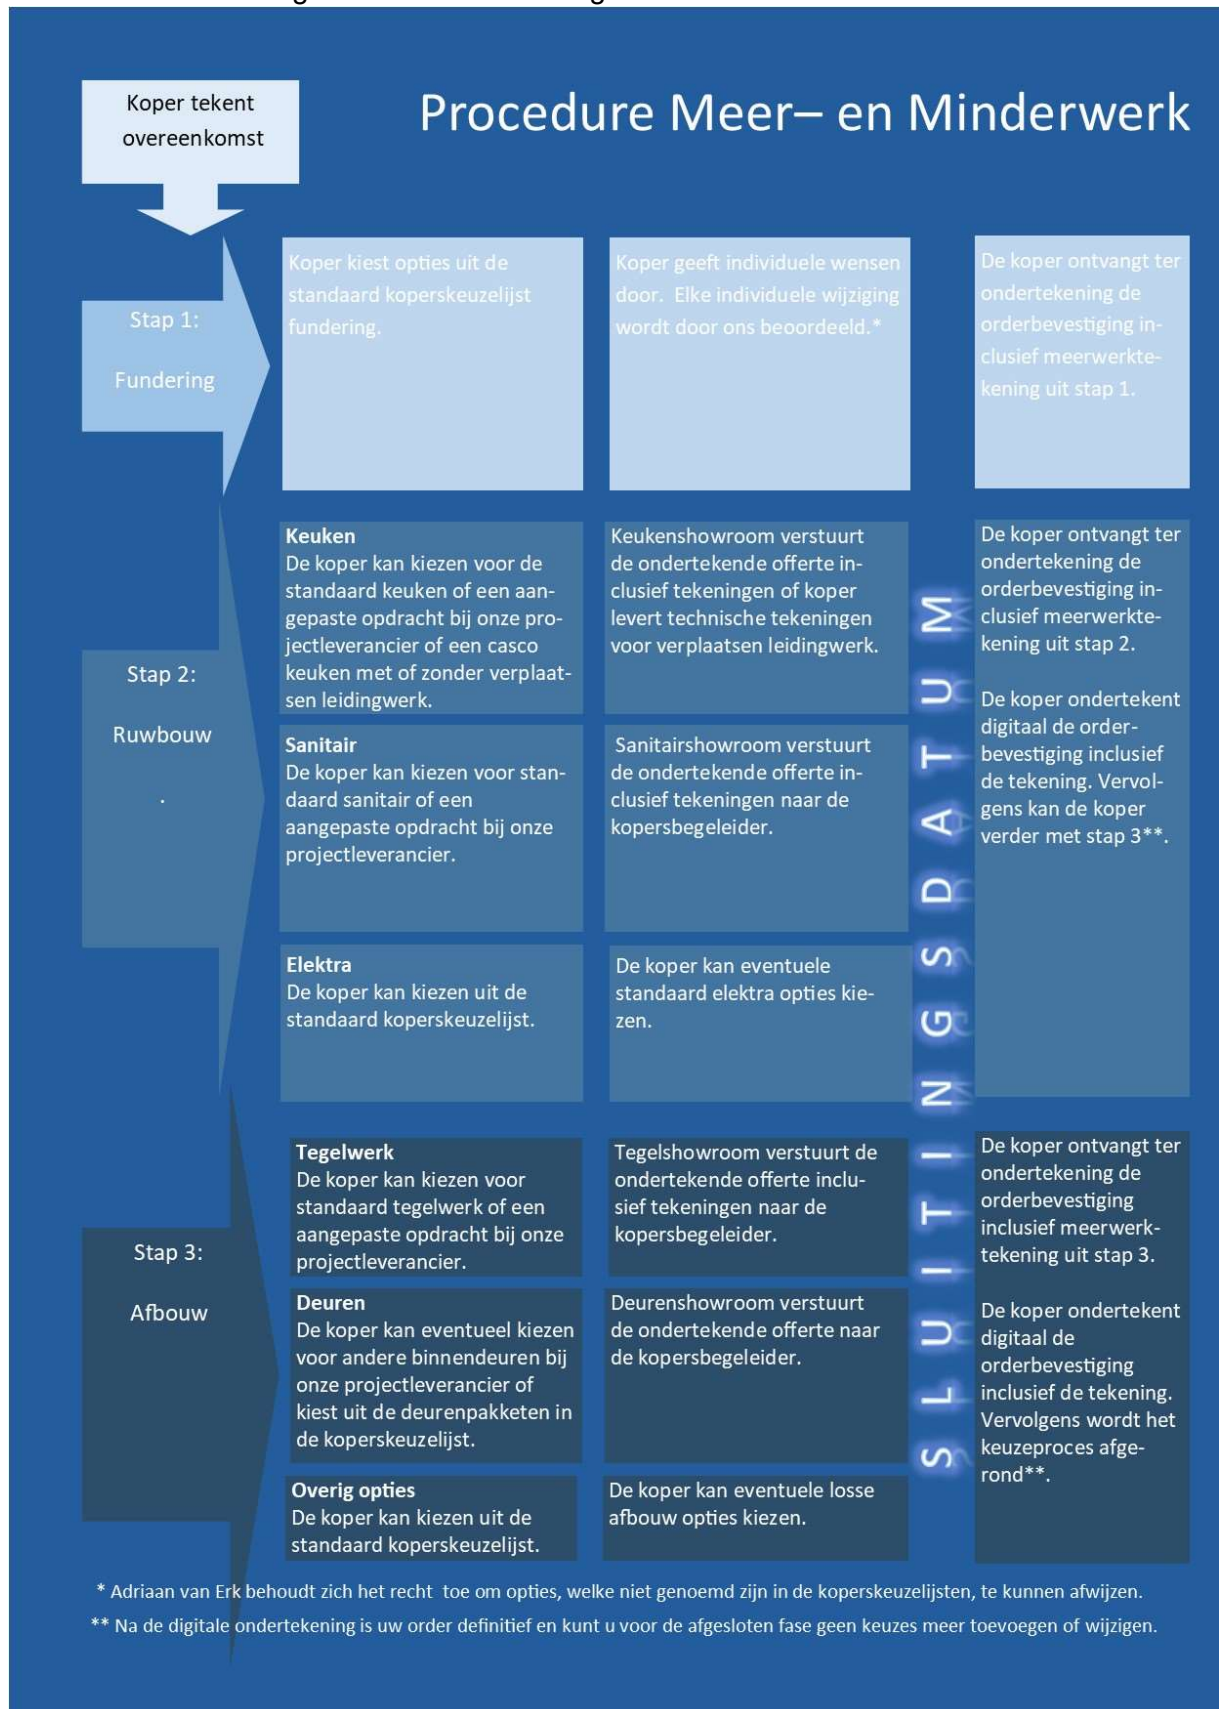 Koper tekent
overeenkomst
Procedure Meer– en Minderwerk
Stap 1:
Fundering
Koper kiest opties uit de
standaard koperskeuzelijst
fundering.
Koper geeft individuele wensen
door. Elke individuele wijziging
wordt door ons beoordeeld.*
De koper ontvangt ter
ondertekening de
orderbevestiging in-
clusief meerwerkte-
kening uit stap 1.
Stap 2:
Ruwbouw
.
Keuken
De koper kan kiezen voor de
standaard keuken of een aan-
gepaste opdracht bij onze pro-
jectleverancier of een casco
keuken met of zonder verplaat-
sen leidingwerk.
Keukenshowroom verstuurt
de ondertekende offerte in-
clusief tekeningen of koper
levert technische tekeningen
voor verplaatsen leidingwerk.
Sanitair
De koper kan kiezen voor stan-
daard sanitair of een
aangepaste opdracht bij onze
projectleverancier.
Sanitairshowroom verstuurt
de ondertekende offerte in-
clusief tekeningen naar de
kopersbegeleider.
Elektra
De koper kan kiezen uit de
standaard koperskeuzelijst.
De koper kan eventuele
standaard elektra opties kie-
zen.
De koper ontvangt ter
ondertekening de
orderbevestiging in-
clusief meerwerkte-
kening uit stap 2.
De koper ondertekent
digitaal de order-
bevestiging inclusief
de tekening. Vervol-
gens kan de koper
verder met stap 3**.
SLUITINGSDATUM
Stap 3:
Afbouw
Tegelwerk
De koper kan kiezen voor
standaard tegelwerk of een
aangepaste opdracht bij onze
projectleverancier.
Tegelshowroom verstuurt de
ondertekende offerte inclu-
sief tekeningen naar de
kopersbegeleider.
Deuren
De koper kan eventueel kiezen
voor andere binnendeuren bij
onze projectleverancier of
kiest uit de deurenpakketen in
de koperskeuzelijst.
Deurenshowroom verstuurt
de ondertekende offerte naar
de kopersbegeleider.
Overig opties
De koper kan kiezen uit de
standaard koperskeuzelijst.
De koper kan eventuele losse
afbouw opties kiezen.
De koper ontvangt ter
ondertekening de
orderbevestiging
inclusief meerwerk-
tekening uit stap 3.
De koper ondertekent
digitaal de
orderbevestiging
inclusief de tekening.
Vervolgens wordt het
keuzeproces afge-
rond**.
* Adriaan van Erk behoudt zich het recht toe om opties, welke niet genoemd zijn in de koperskeuzelijsten, te kunnen afwijzen.
** Na de digitale ondertekening is uw order definitief en kunt u voor de afgesloten fase geen keuzes meer toevoegen of wijzigen.